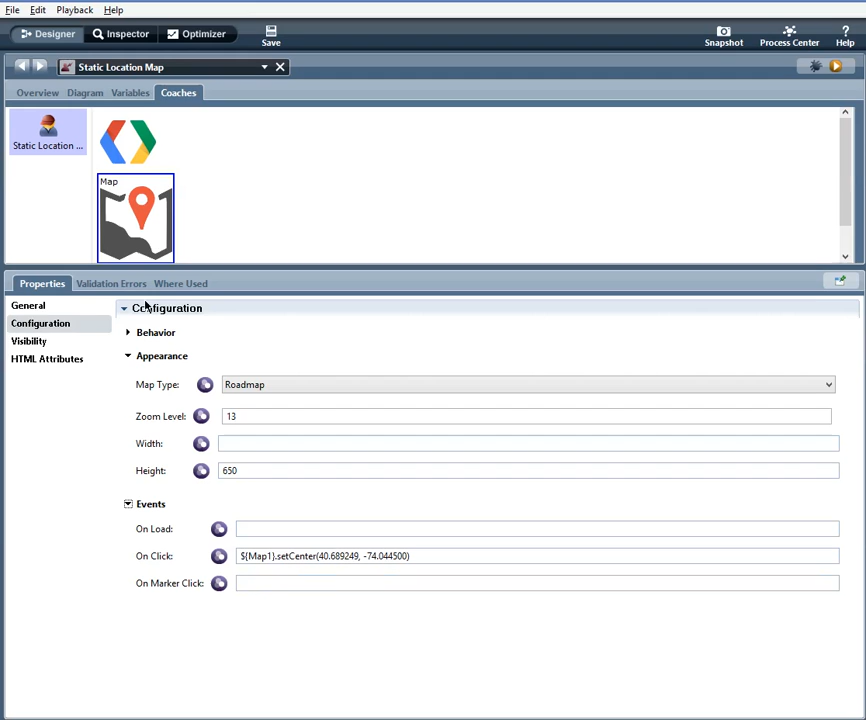 File Edit Playback Help
Designer Inspector Optimizer Save Snapshot Process Center Help
Static Location Map
Overview Diagram Variables Coaches
Static Location ...
Map
Properties Validation Errors Where Used
General
Configuration
Visibility
HTML Attributes
Configuration
Behavior
Appearance
Map Type: Roadmap
Zoom Level: 13
Width:
Height: 650
Events
On Load:
On Click: ${Map1}.setCenter(40.689249, -74.044500)
On Marker Click: